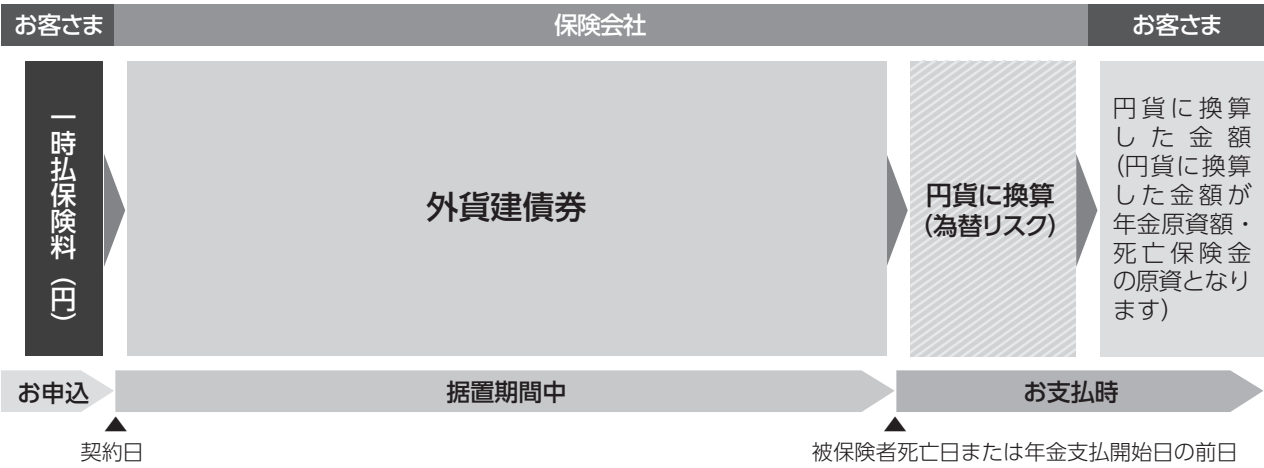 お客さま
保険会社
お客さま
一時払保険料（円）
外貨建債券
円貨に換算
（為替リスク）
円貨に換算
した金額
（円貨に換算
した金額が
年金原資額・
死亡保険金
の原資となり
ます）
お申込
据置期間中
お支払時
契約日
被保険者死亡日または年金支払開始日の前日